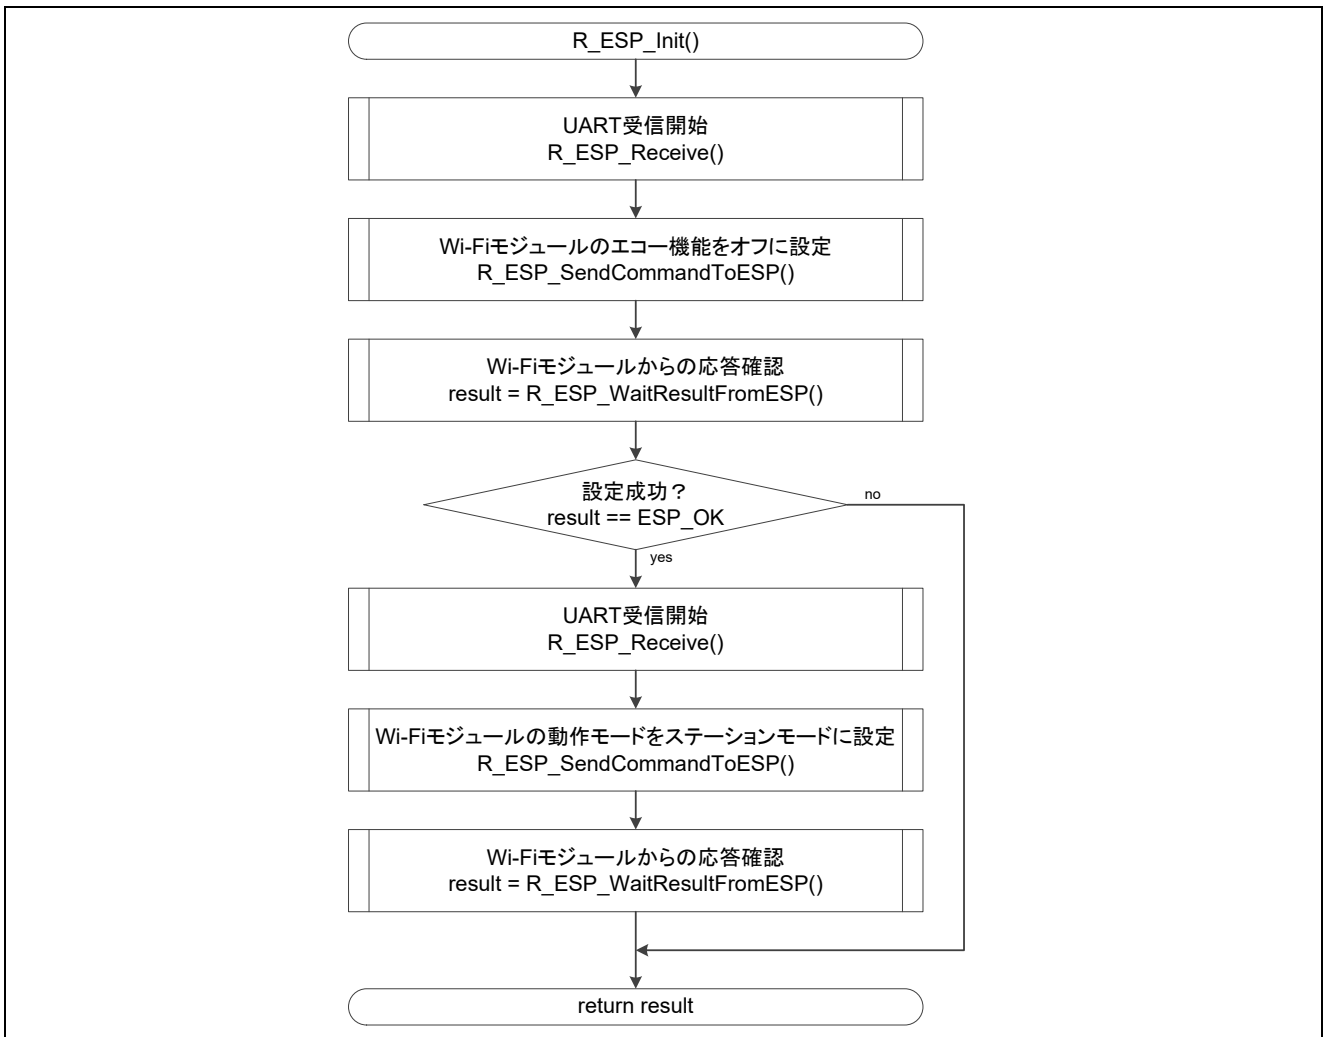 R_ESP_Init()
UART受信開始
R_ESP_Receive()
Wi-Fiモジュールのエコー機能をオフに設定
R_ESP_SendCommandToESP()
Wi-Fiモジュールからの応答確認
result = R_ESP_WaitResultFromESP()
設定成功？
result == ESP_OK
no
yes
UART受信開始
R_ESP_Receive()
Wi-Fiモジュールの動作モードをステーションモードに設定
R_ESP_SendCommandToESP()
Wi-Fiモジュールからの応答確認
result = R_ESP_WaitResultFromESP()
return result